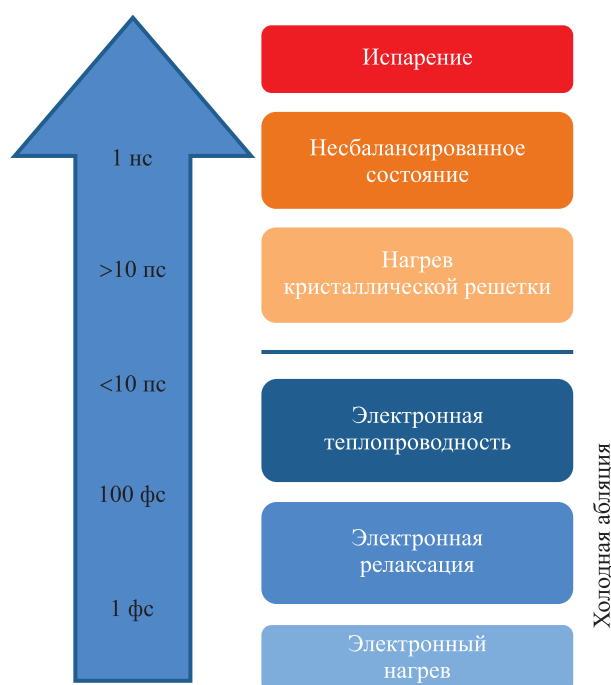 Испарение
1 нс
Несбалансированное
состояние
>10 пс
Нагрев
кристаллической решетки
<10 пс
Электронная
теплопроводность
100 фс
Электронная
релаксация
1 фс
Электронный
нагрев
Холодная абляция